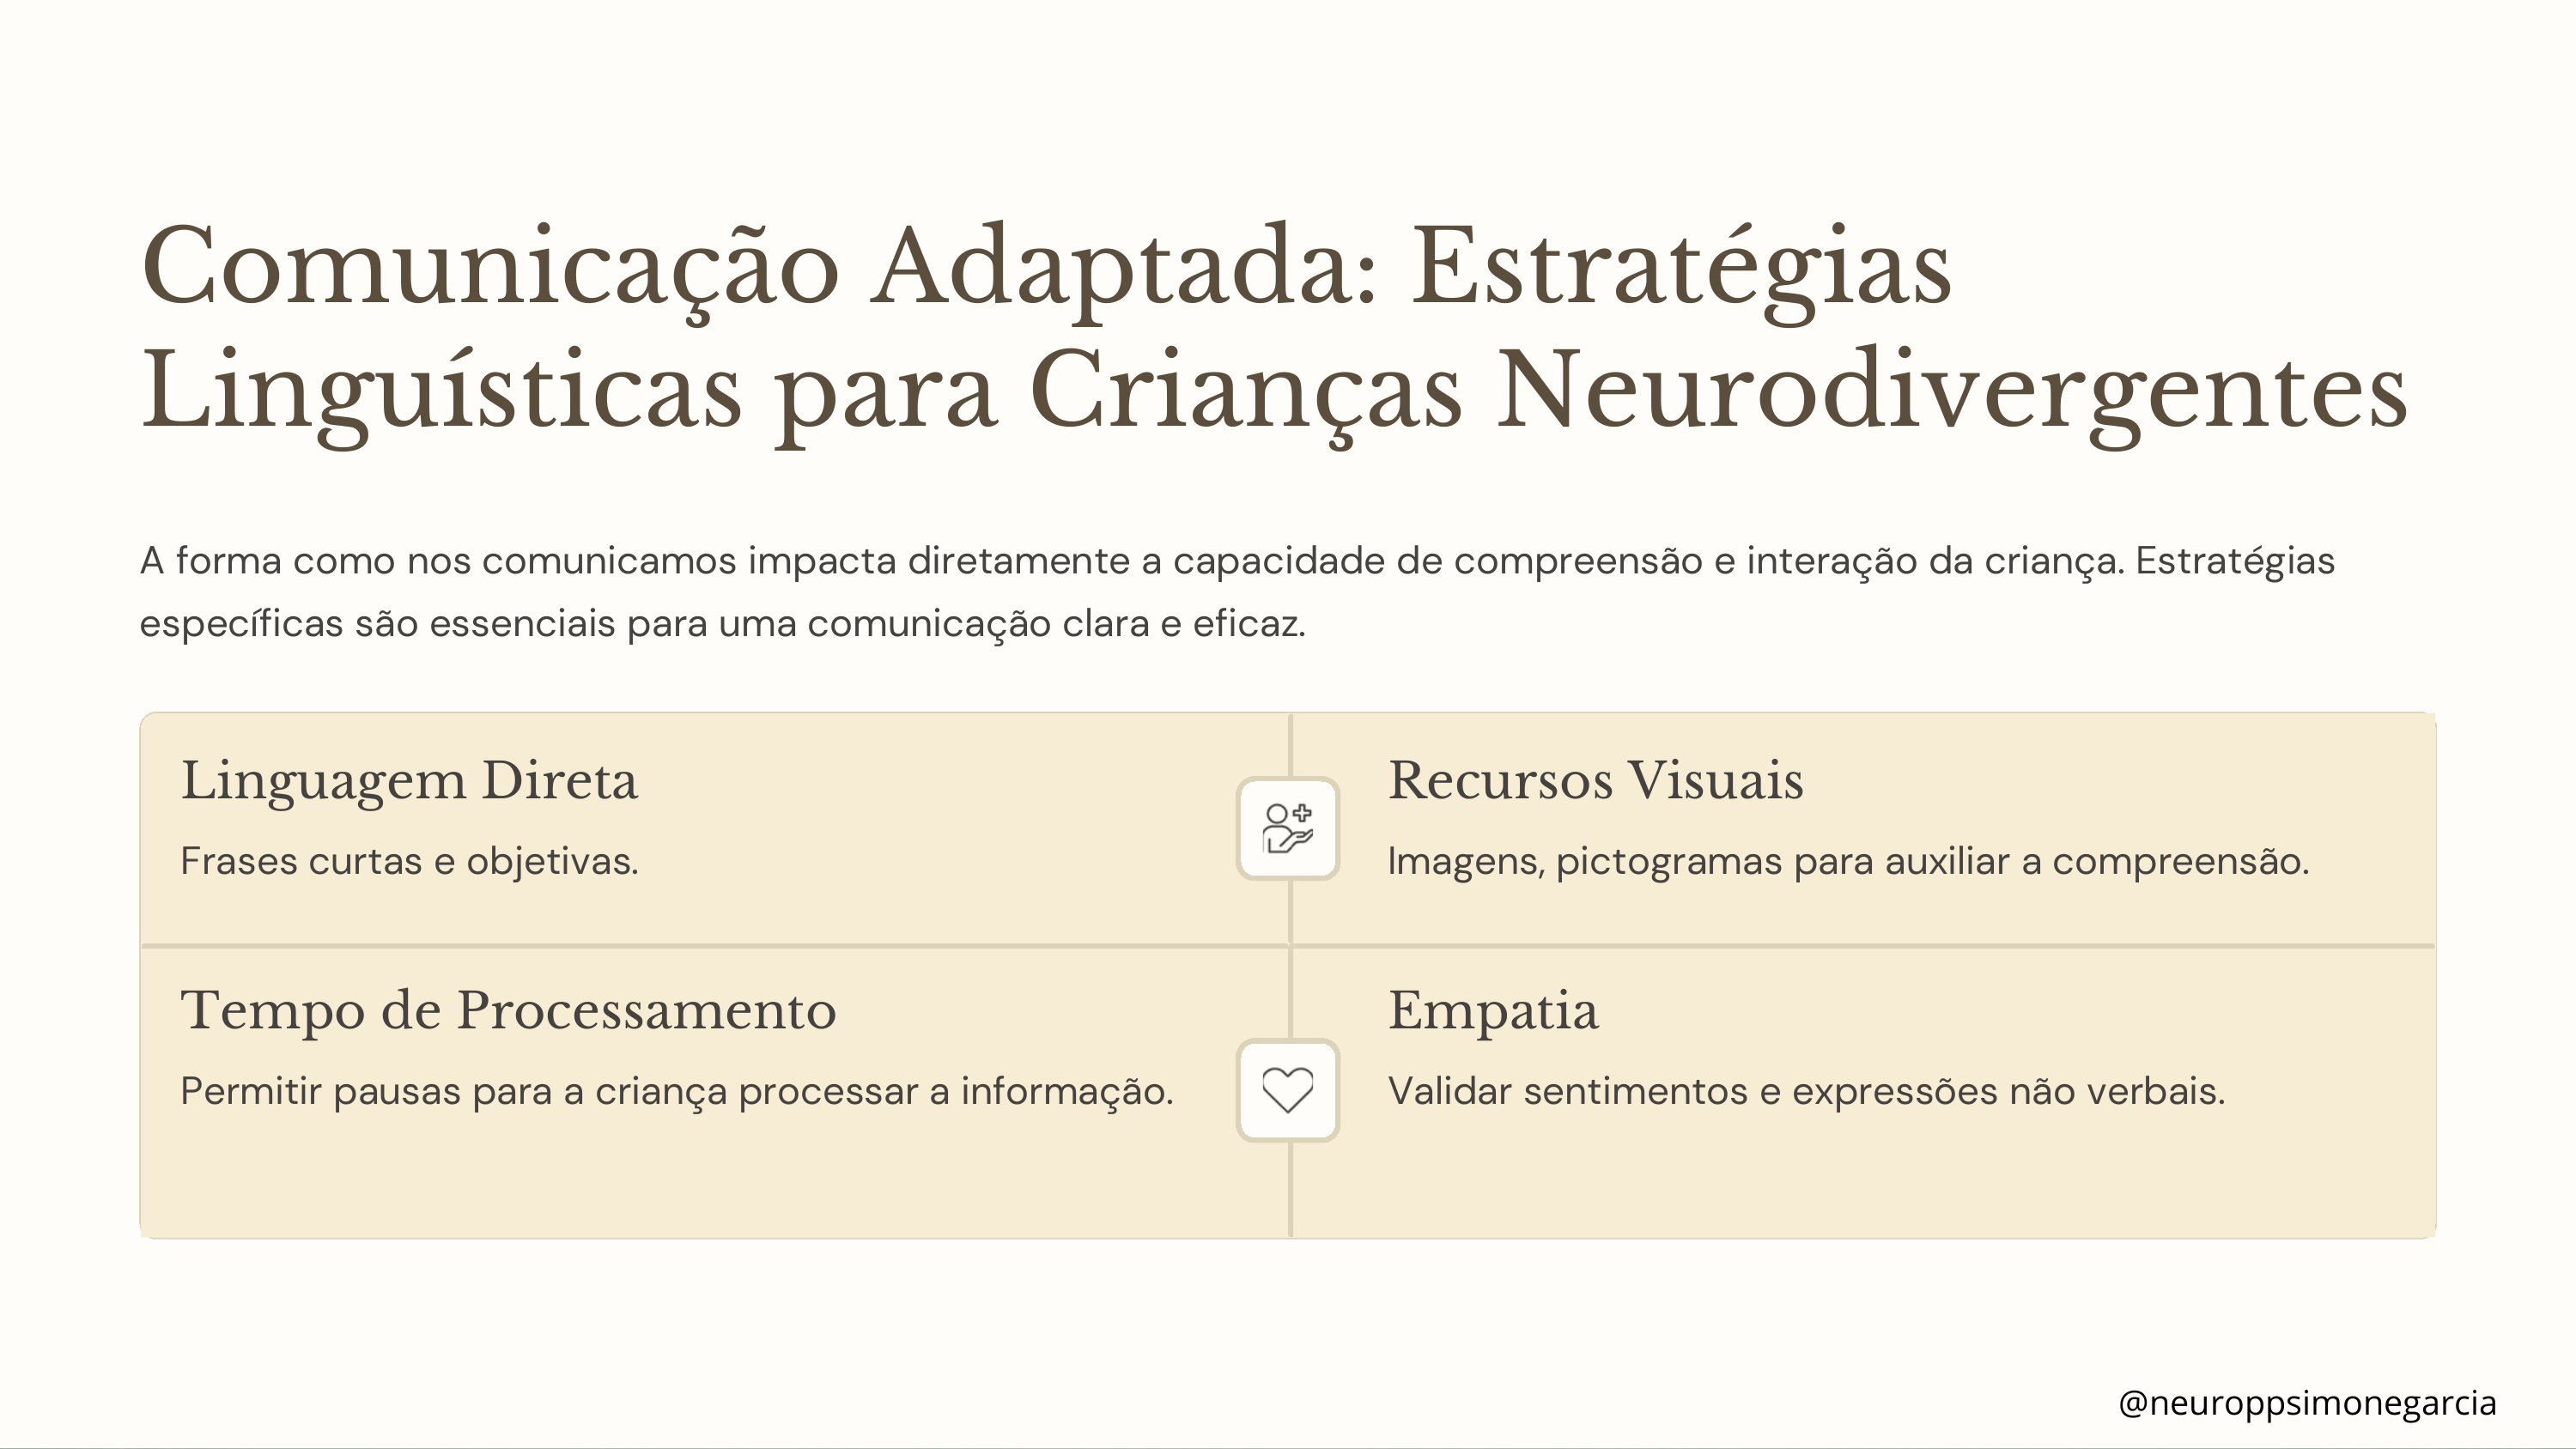 Comunicação Adaptada: Estratégias
Linguísticas para Crianças Neurodivergentes
A forma como nos comunicamos impacta diretamente a capacidade de compreensão e interação da criança. Estratégias
específicas são essenciais para uma comunicação clara e eficaz.
Linguagem Direta
Frases curtas e objetivas.
Recursos Visuais
Imagens, pictogramas para auxiliar a compreensão.
Tempo de Processamento
Permitir pausas para a criança processar a informação.
Empatia
Validar sentimentos e expressões não verbais.
@neuroppsimonegarcia